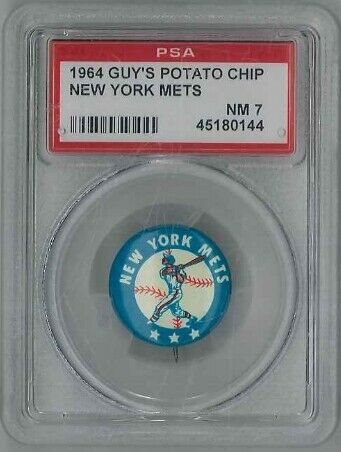 PSA
1964 GUY'S POTATO CHIP
NEW YORK METS
NM 7
45180144
NEW YORK METS